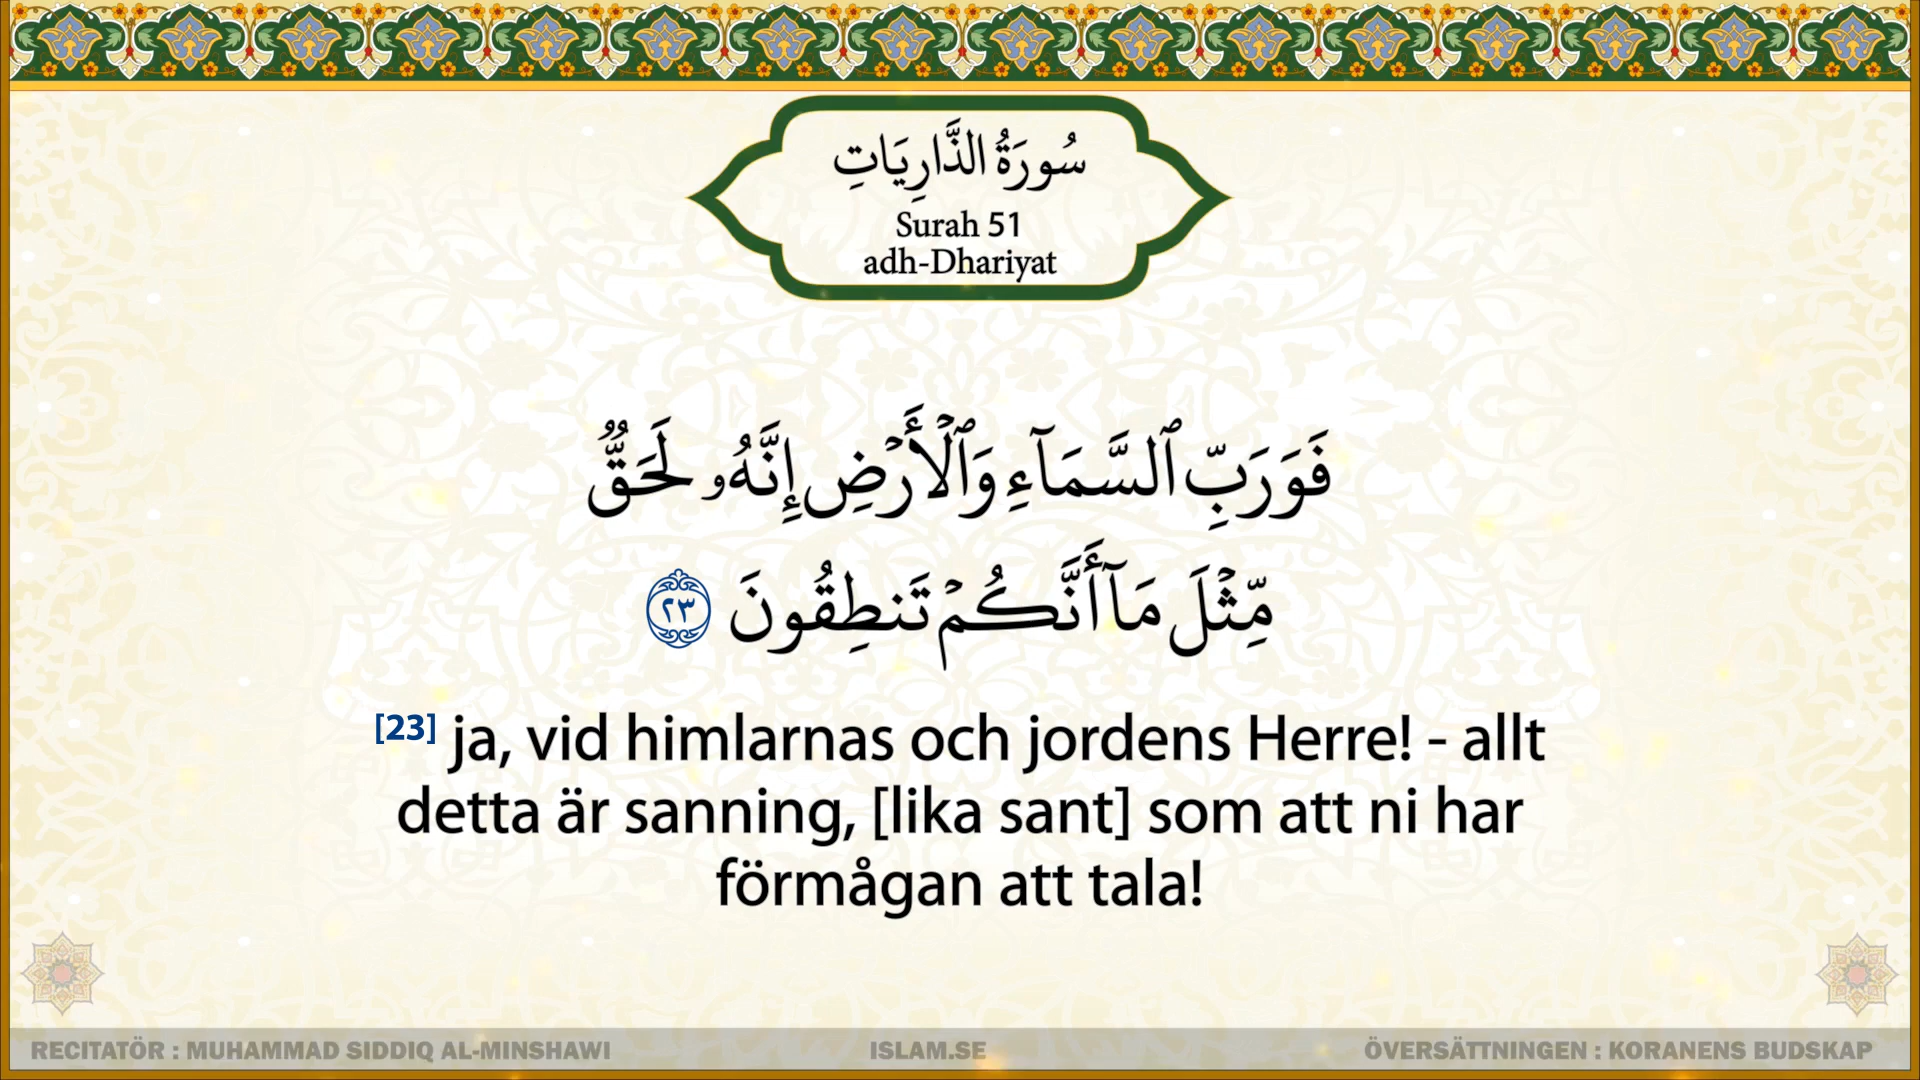 سُورَةُ الذَّارِيَاتِ
Surah 51
adh-Dhariyat
فَوَرَبِّ ٱلسَّمَآءِ وَٱلۡأَرۡضِ إِنَّهُۥ لَحَقّٞ
مِّثۡلَ مَآ أَنَّكُمۡ تَنطِقُونَ ٢٣
[23] ja, vid himlarnas och jordens Herre! - allt
detta är sanning, [lika sant] som att ni har
förmågan att tala!
RECITATÖR : MUHAMMAD SIDDIQ AL-MINSHAWI
ISLAM.SE
ÖVERSÄTTNINGEN : KORANENS BUDSKAP